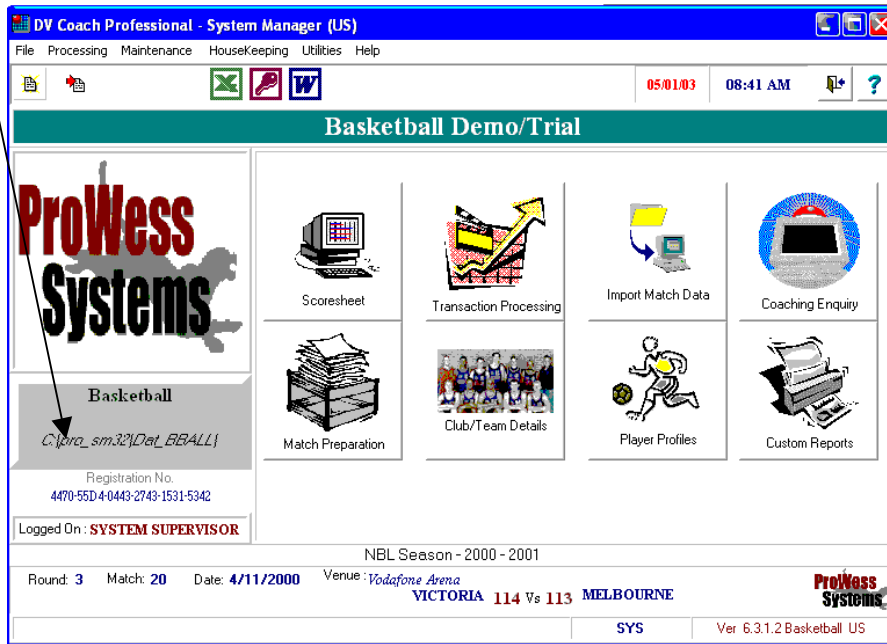 DV Coach Professional - System Manager (US)
File Processing Maintenance HouseKeeping Utilities Help
05/01/03 08:41 AM
Basketball Demo/Trial
ProWess
Systems
Scoresheet
Transaction Processing
Import Match Data
Coaching Enquiry
Match Preparation
Club/Team Details
Player Profiles
Custom Reports
Basketball
C:\pro_sm32\Dat_BBALL\
Registration No.
4470-55D4-0443-2743-1531-5342
Logged On : SYSTEM SUPERVISOR
NBL Season - 2000 - 2001
Round: 3 Match: 20 Date: 4/11/2000 Venue : Vodafone Arena
VICTORIA 114 Vs 113 MELBOURNE
ProWess
Systems
SYS Ver 6.3.1.2 Basketball US